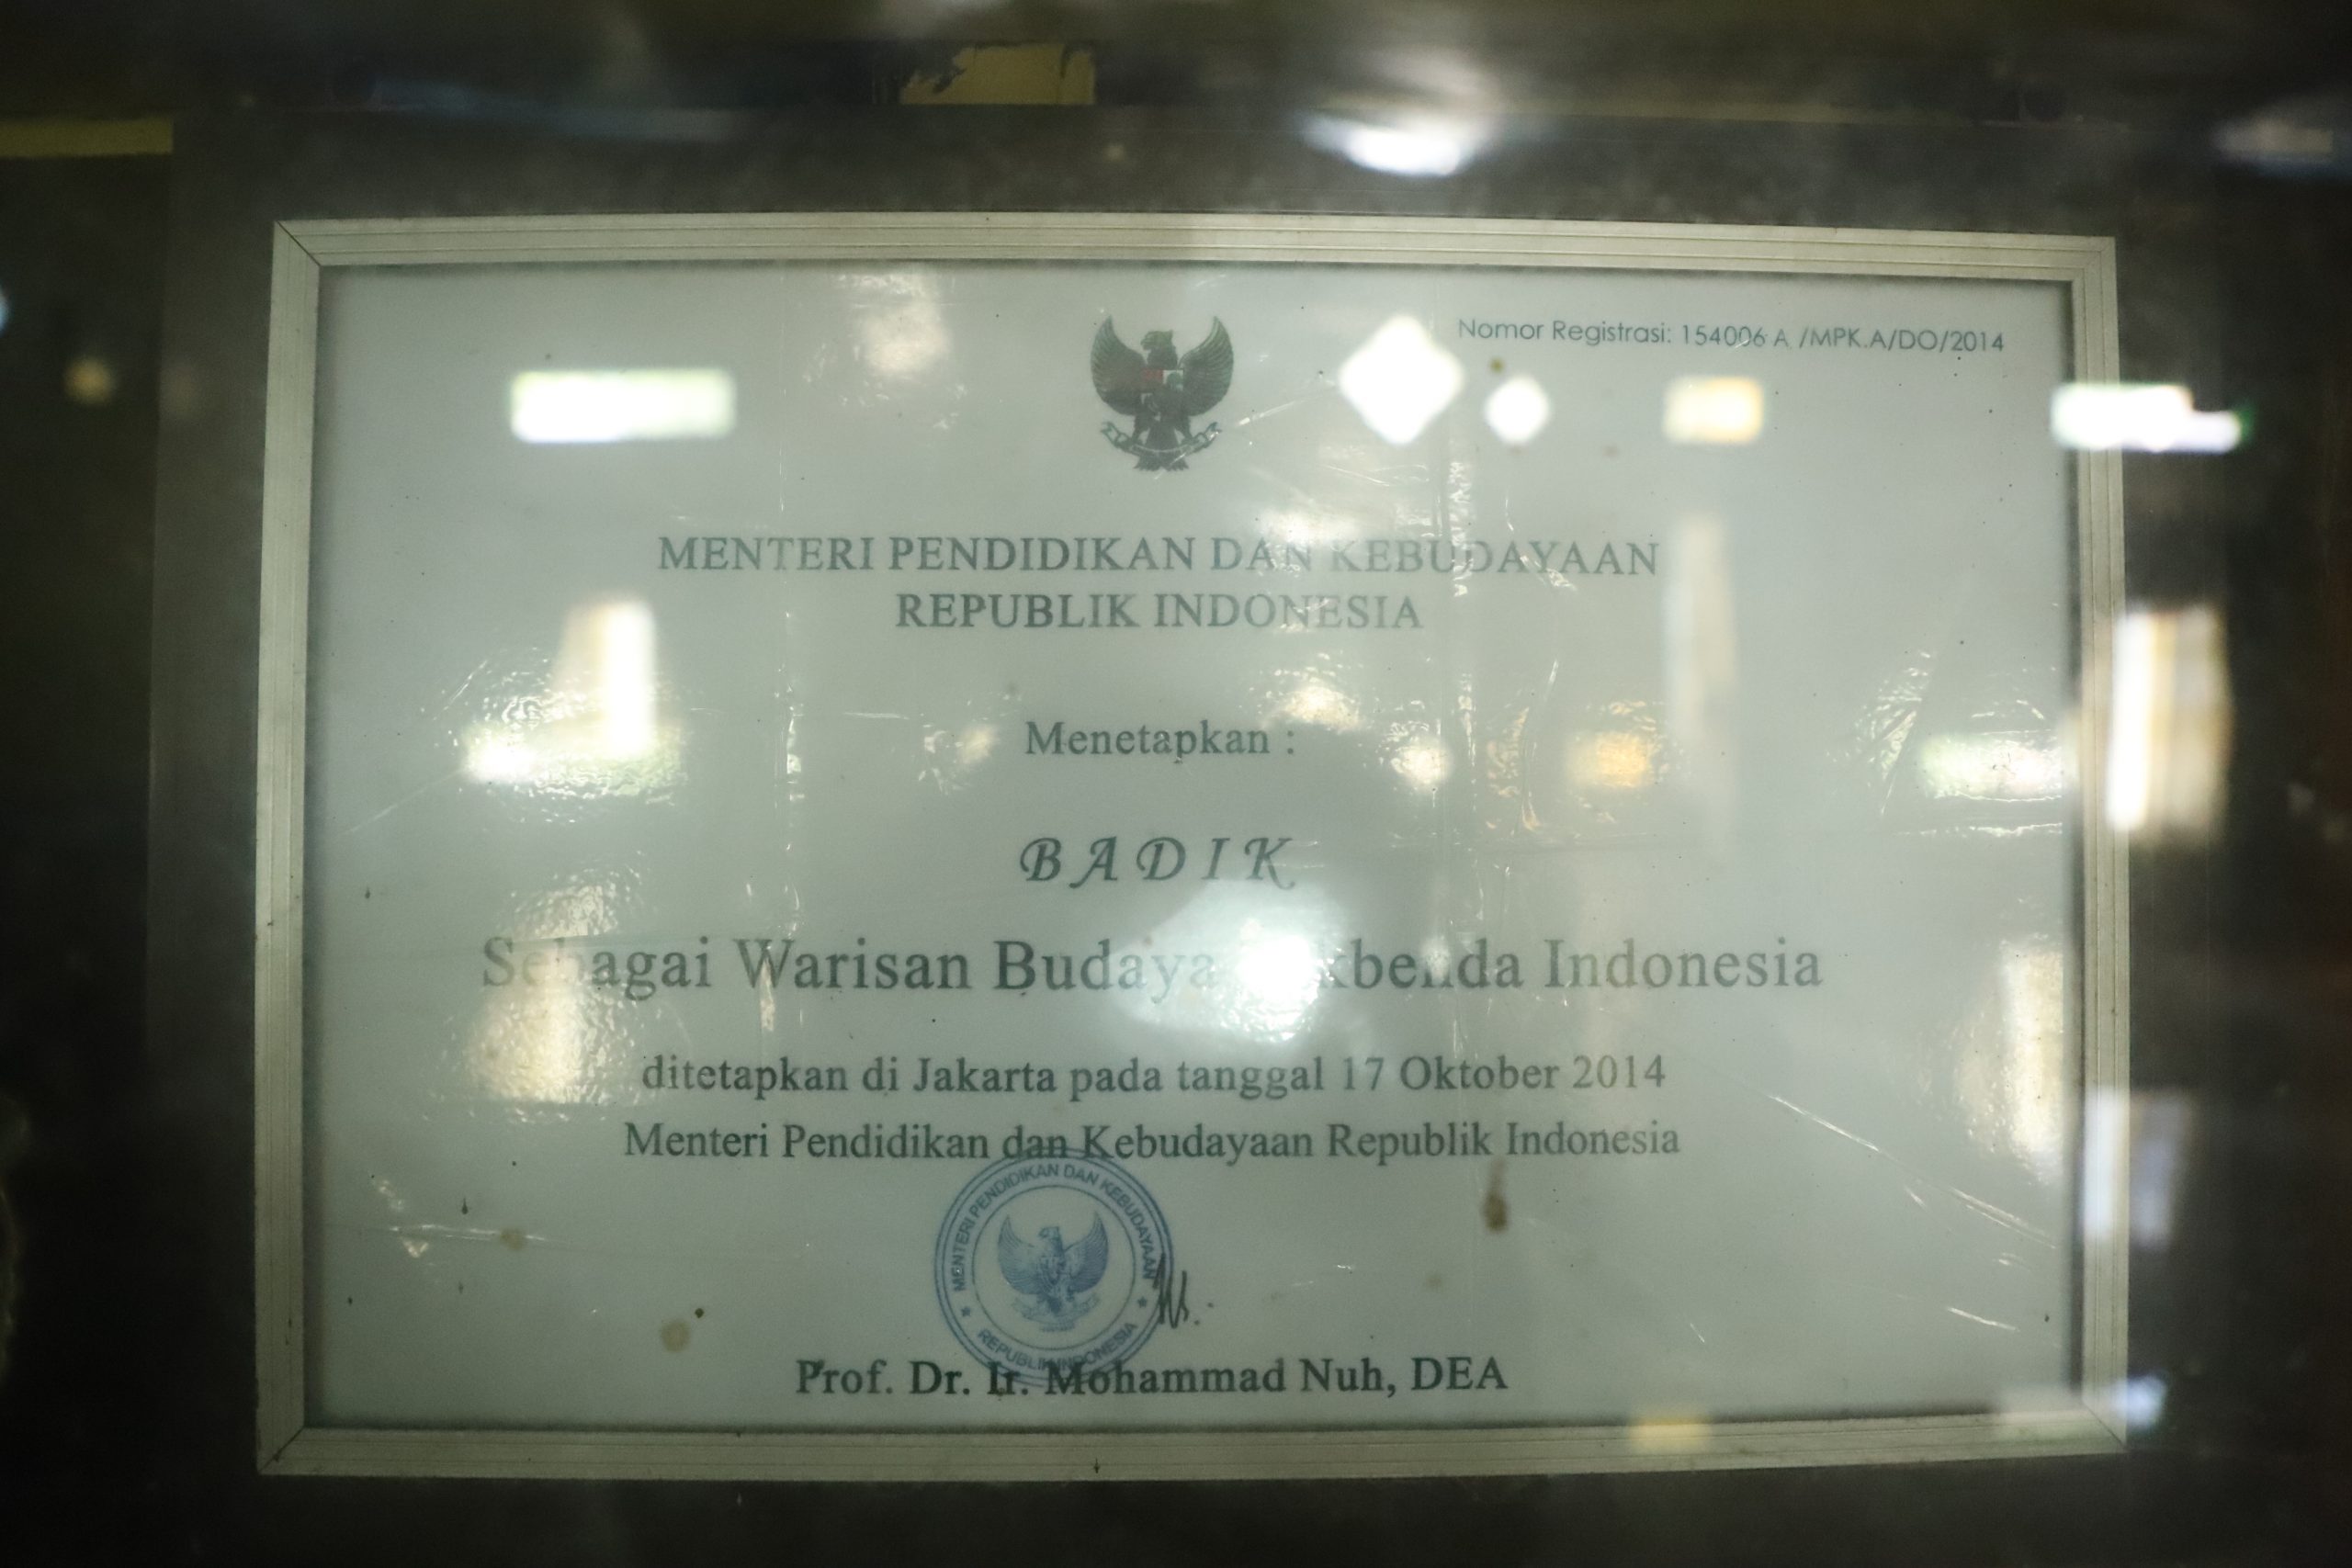 Nomor Registrasi: 154006 A /MPK.A/DO/2014
MENTERI PENDIDIKAN DAN KEBUDAYAAN
REPUBLIK INDONESIA
Menetapkan :
BADIK
Sebagai Warisan Budaya Indonesia
ditetapkan di Jakarta pada tanggal 17 Oktober 2014
Menteri Pendidikan dan Kebudayaan Republik Indonesia
MENTERI PENDIDIKAN DAN KEBUDAYAAN
REPUBLIK INDONESIA
Prof. Dr. Ir. Mohammad Nuh, DEA